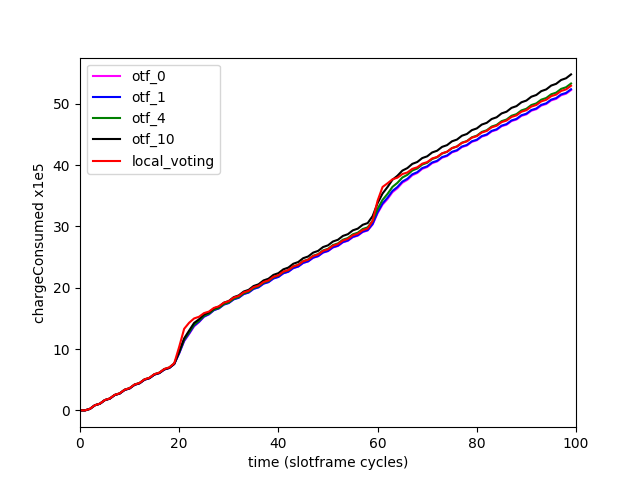 otf_0
otf_1
otf_4
otf_10
local_voting
chargeConsumed x1e5
50
40
30
20
10
0
0 20 40 60 80 100
time (slotframe cycles)